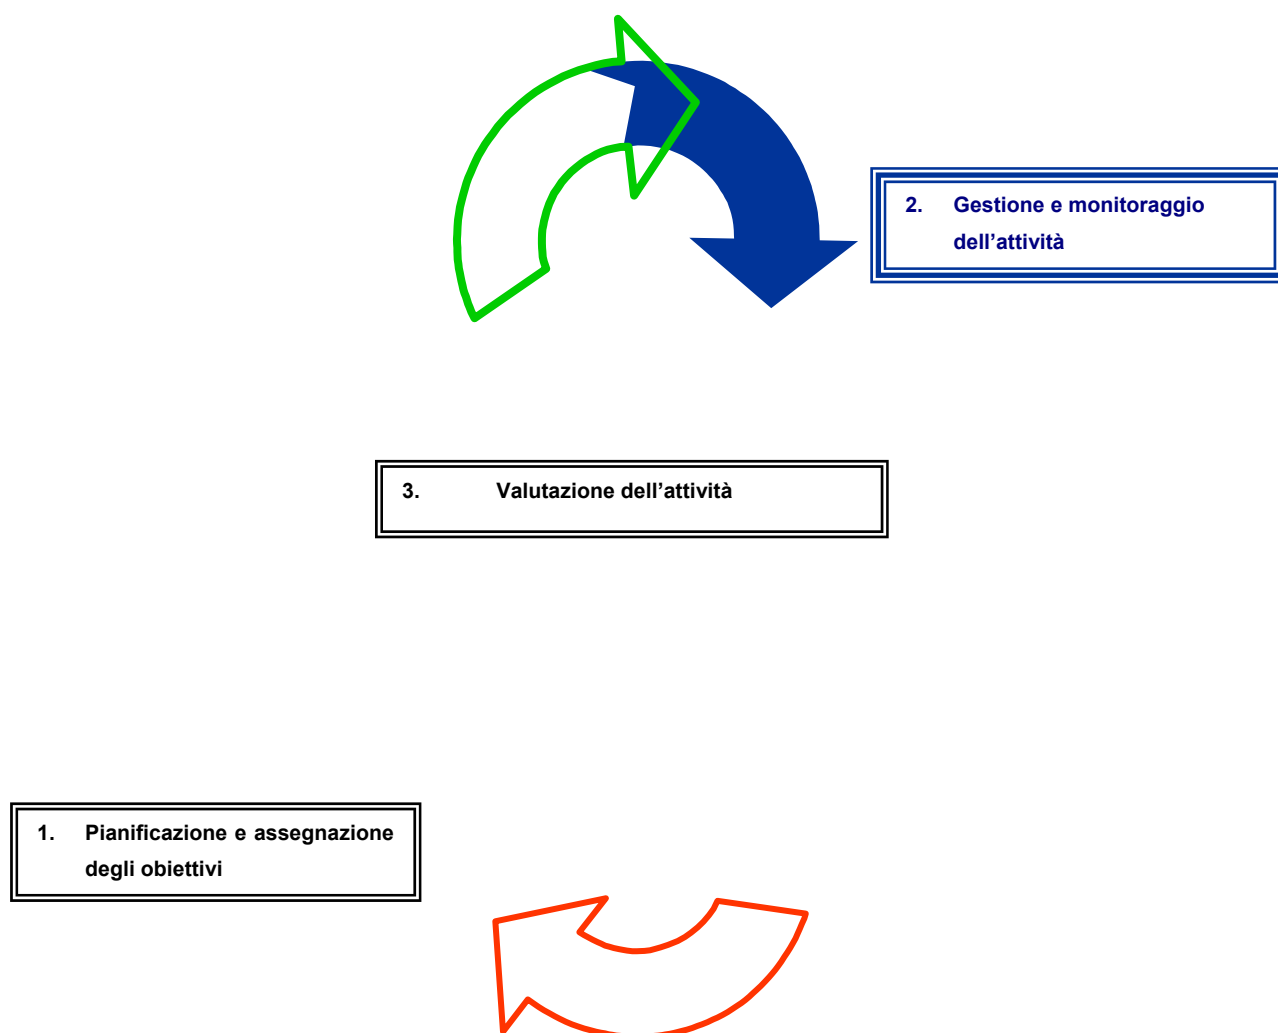 2. Gestione e monitoraggio
dell’attività
3. Valutazione dell’attività
1. Pianificazione e assegnazione
degli obiettivi